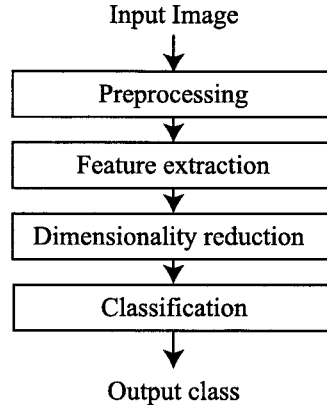 Input Image
Preprocessing
Feature extraction
Dimensionality reduction
Classification
Output class